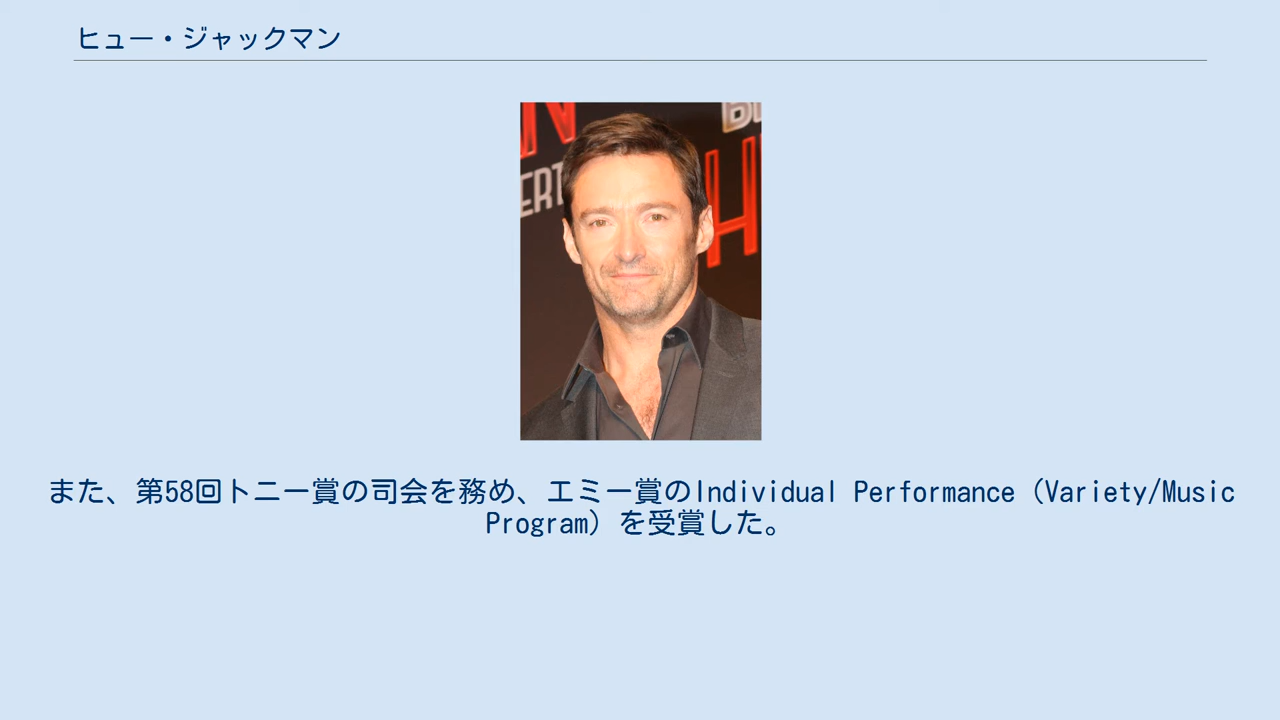 ヒュー・ジャックマン
ERT
H
また、第58回トニー賞の司会を務め、エミー賞のIndividual Performance（Variety/Music
Program）を受賞した。